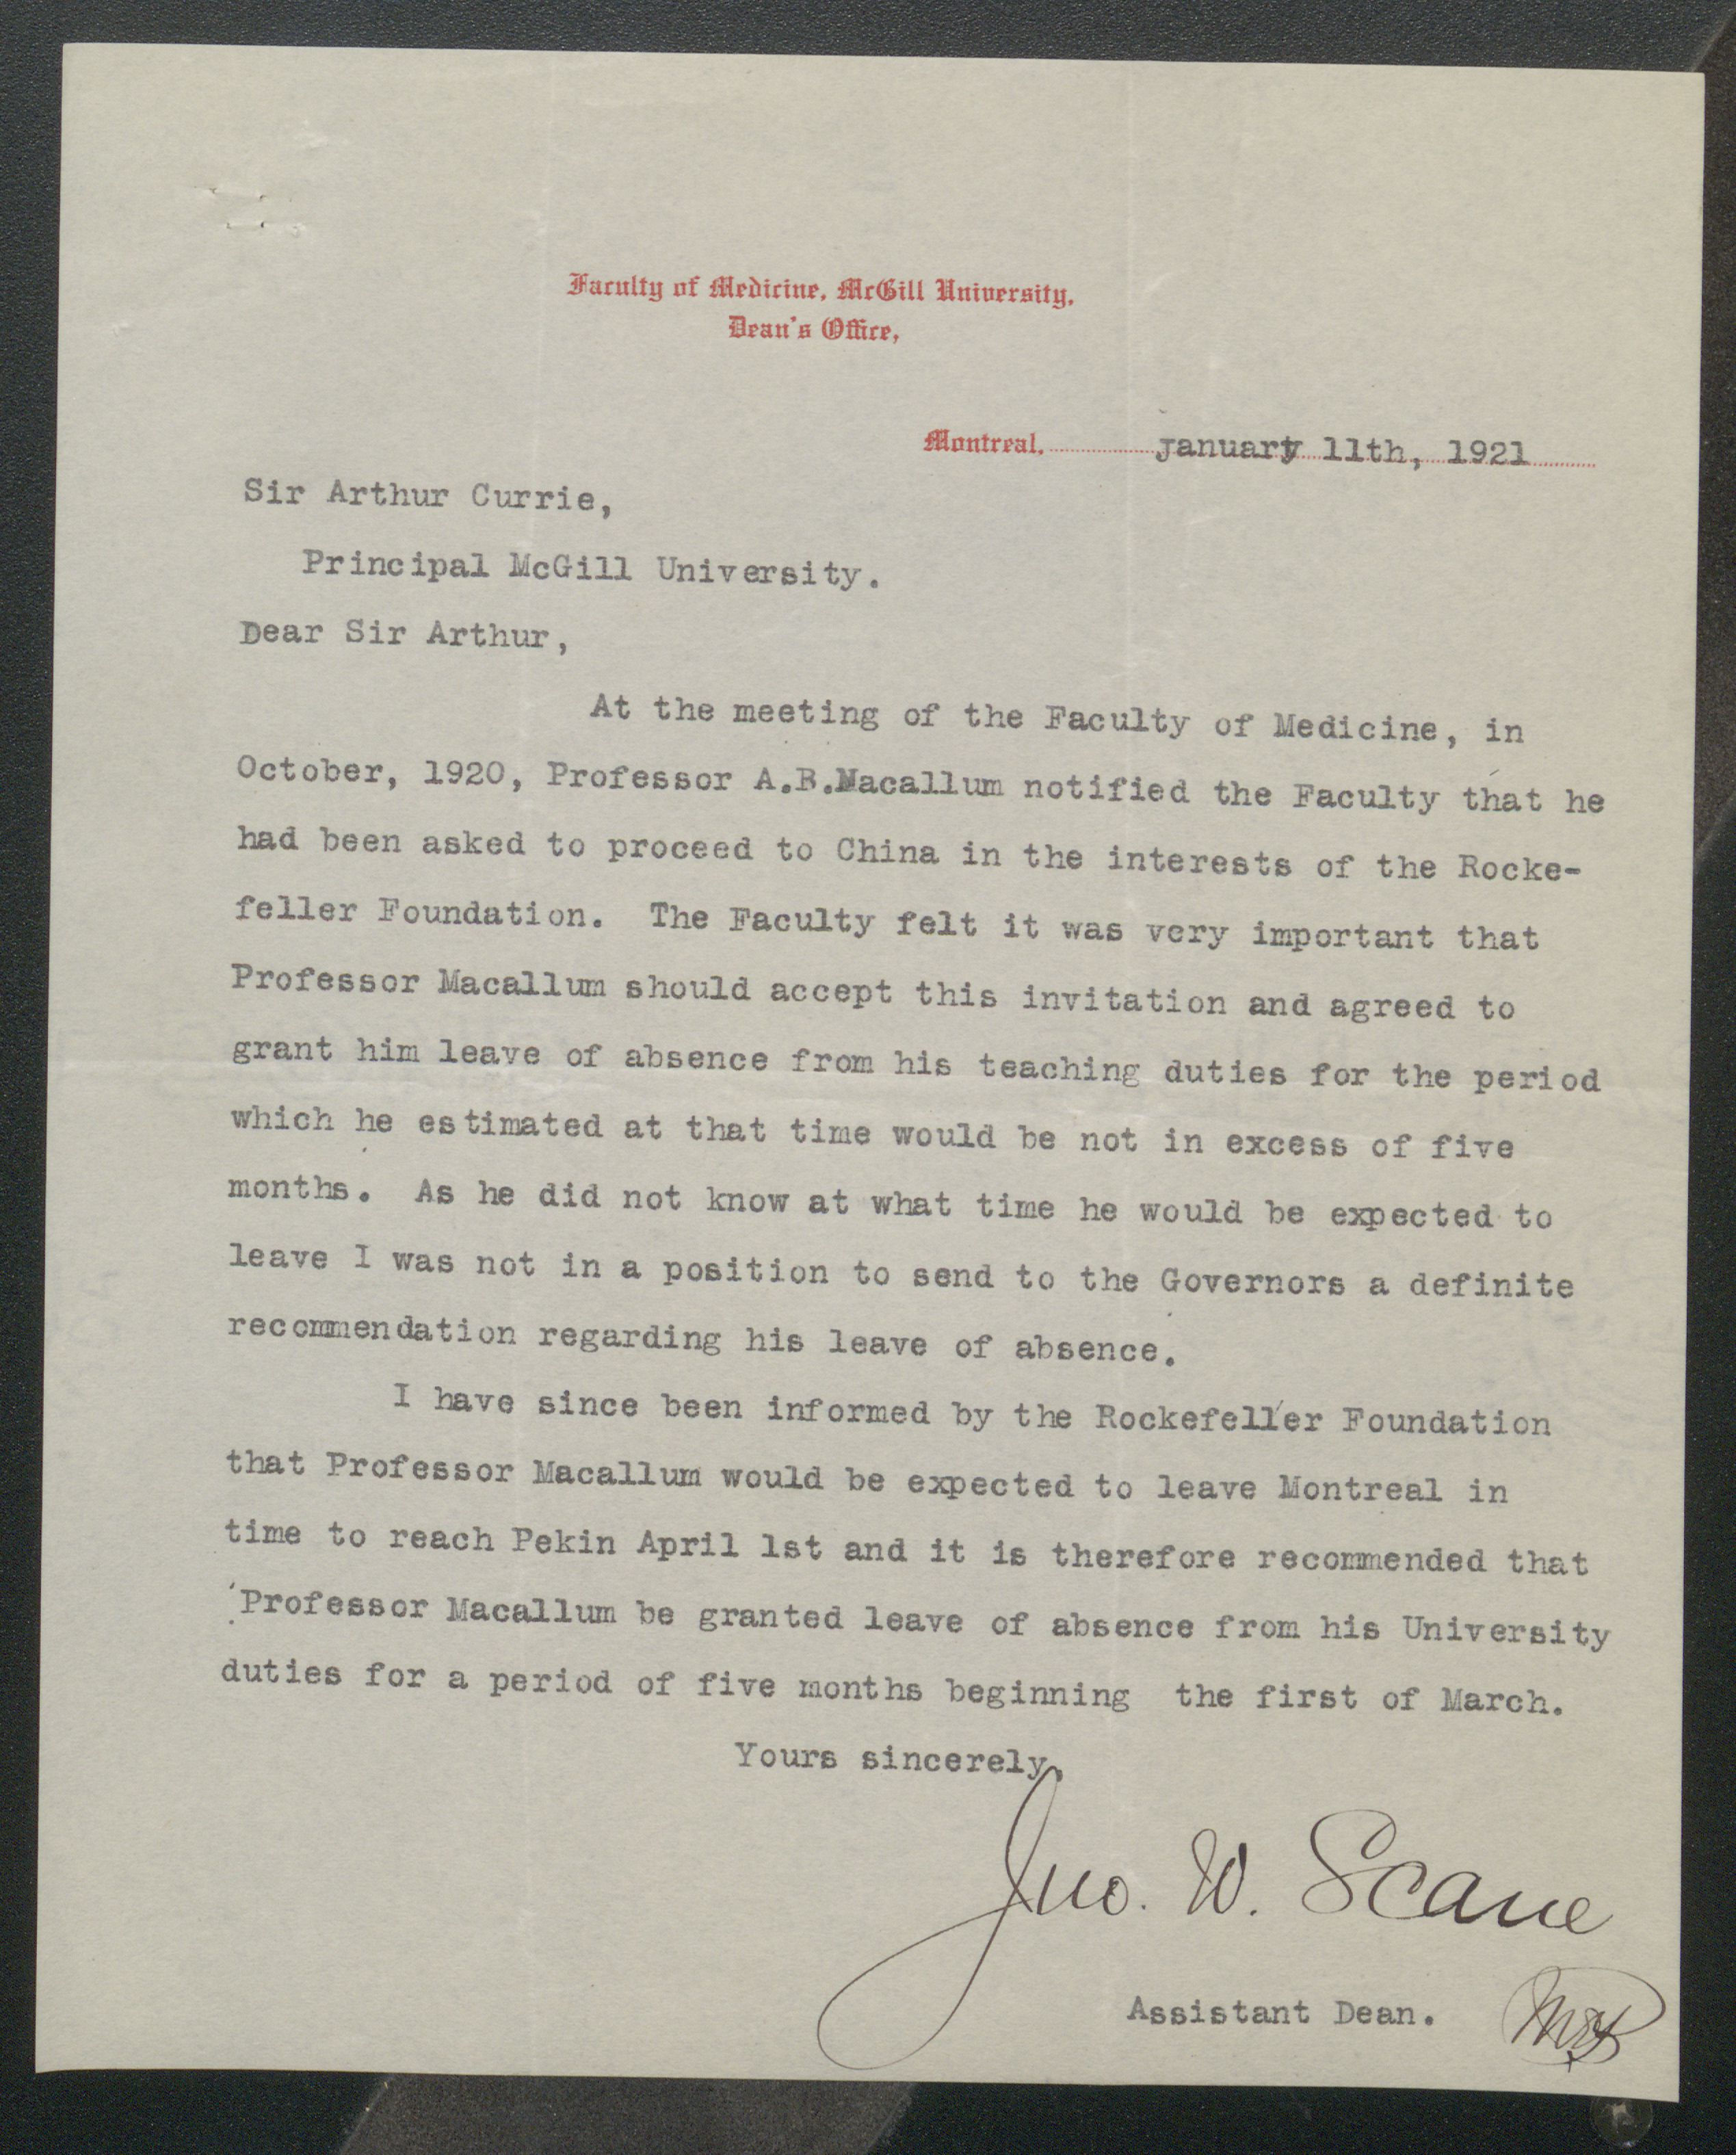 Faculty of Medicine, McGill University,
Dean's Office,
Montreal, January 11th, 1921
Sir Arthur Currie,
Principal McGill University.
Dear Sir Arthur,
At the meeting of the Faculty of Medicine, in
October, 1920, Professor A.B.Macallum notified the Faculty that he
had been asked to proceed to China in the interests of the Rocke-
feller Foundation. The Faculty felt it was very important that
Professor Macallum should accept this invitation and agreed to
grant him leave of absence from his teaching duties for the period
which he estimated at that time would be not in excess of five
months. As he did not know at what time he would be expected to
leave I was not in a position to send to the Governors a definite
recommendation regarding his leave of absence.
I have since been informed by the Rockefeller Foundation
that Professor Macallum would be expected to leave Montreal in
time to reach Pekin April 1st and it is therefore recommended that
Professor Macallum be granted leave of absence from his University
duties for a period of five months beginning the first of March.
Yours sincerely,
Jno. W. Scane
Assistant Dean.